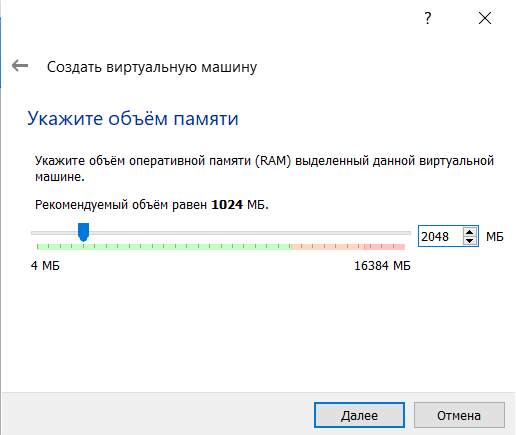 ?
Создать виртуальную машину
Укажите объём памяти
Укажите объём оперативной памяти (RAM) выделенный данной виртуальной
машине.
Рекомендуемый объём равен 1024 МБ.
2048 МБ
4 МБ 16384 МБ
Далее Отмена